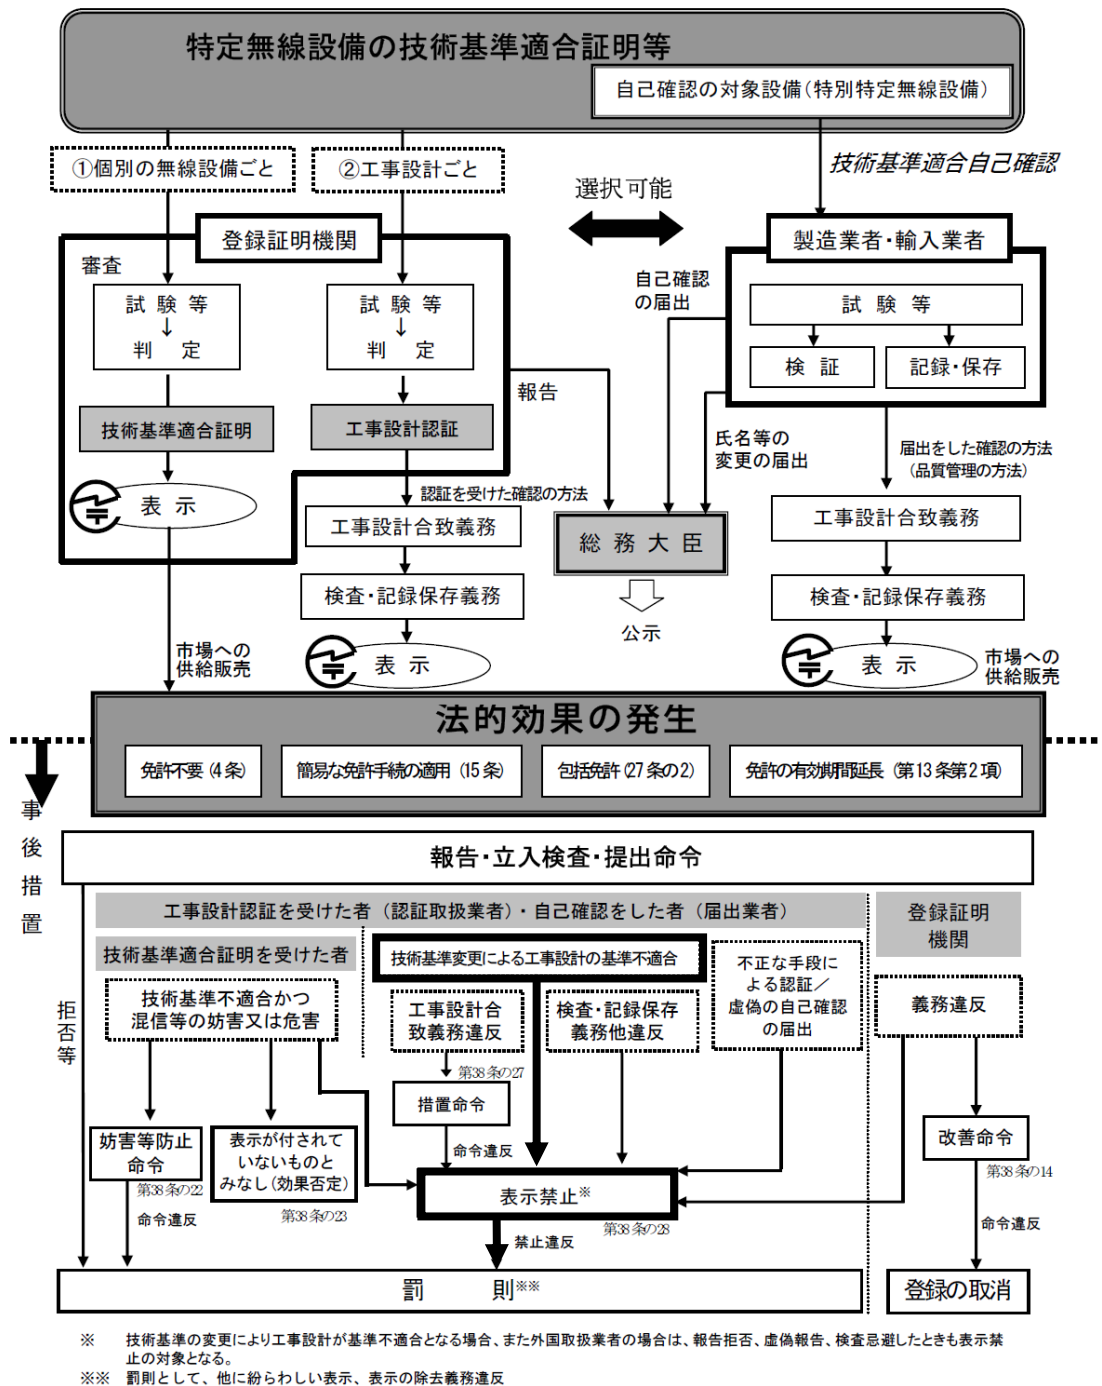 特定無線設備の技術基準適合証明等
自己確認の対象設備（特別特定無線設備）
①個別の無線設備ごと
②工事設計ごと
技術基準適合自己確認
選択可能
登録証明機関
製造業者・輸入業者
審査
試 験 等
↓
判 定
試 験 等
↓
判 定
自己確認
の届出
試 験 等
検 証
記録・保存
報告
技術基準適合証明
工事設計認証
氏名等の
変更の届出
届出をした確認の方法
（品質管理の方法）
表 示
認証を受けた確認の方法
工事設計合致義務
総 務 大 臣
工事設計合致義務
検査・記録保存義務
検査・記録保存義務
公示
市場への
供給販売
表 示
表 示
市場への
供給販売
法的効果の発生
免許不要（4条）
簡易な免許手続の適用（15条）
包括免許（27条の2）
免許の有効期間延長（第13条第2項）
事後措置
報告・立入検査・提出命令
工事設計認証を受けた者（認証取扱業者）・自己確認をした者（届出業者）
登録証明
機関
技術基準適合証明を受けた者
技術基準変更による工事設計の基準不適合
不正な手段に
よる認証／
虚偽の自己確認
の届出
技術基準不適合かつ
混信等の妨害又は危害
工事設計合
致義務違反
検査・記録保存
義務他違反
義務違反
拒否等
第38条の27
措置命令
妨害等防止
命令
表示が付されて
いないものと
みなし（効果否定）
命令違反
改善命令
第38条の14
第38条の22
表示禁止※
第38条の23
第38条の28
命令違反
禁止違反
命令違反
罰 則※※
登録の取消
※ 技術基準の変更により工事設計が基準不適合となる場合、また外国取扱業者の場合は、報告拒否、虚偽報告、検査忌避したときも表示禁
止の対象となる。
※※ 罰則として、他に紛らわしい表示、表示の除去義務違反